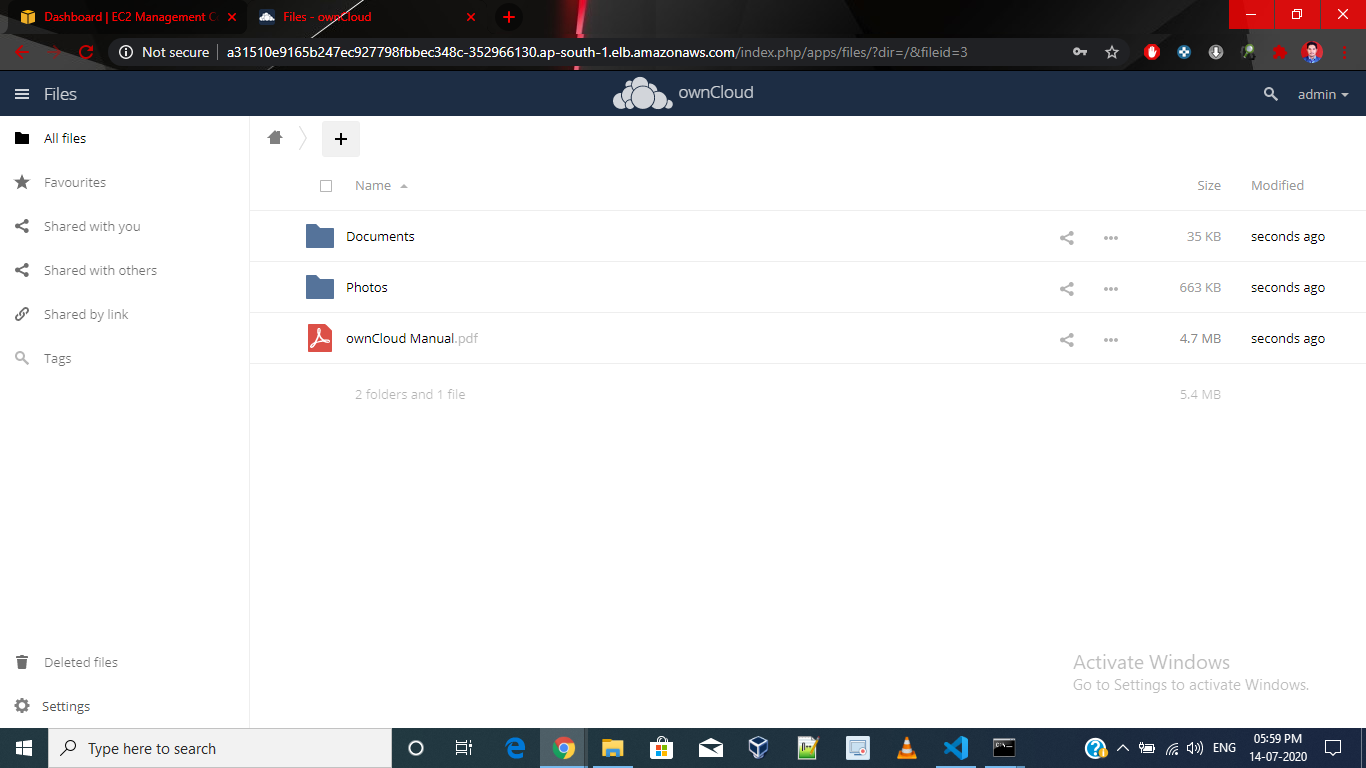 Dashboard | EC2 Management C
Files - ownCloud
Not secure
a31510e9165b247ec927798fbbec348c-352966130.ap-south-1.elb.amazonaws.com/index.php/apps/files/?dir=/&fileid=3
Files
ownCloud
admin
All files
Favourites
Shared with you
Shared with others
Shared by link
Tags
Deleted files
Settings
Name Size Modified
Documents 35 KB seconds ago
Photos 663 KB seconds ago
ownCloud Manual.pdf 4.7 MB seconds ago
2 folders and 1 file 5.4 MB
Activate Windows
Go to Settings to activate Windows.
Type here to search
ENG
05:59 PM
14-07-2020